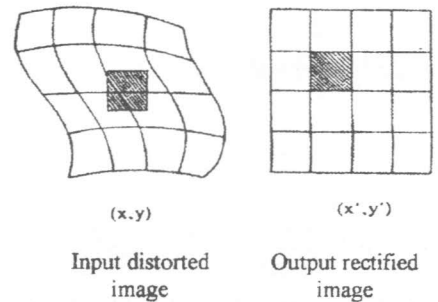 (x,y)
(x',y')
Input distorted
image
Output rectified
image